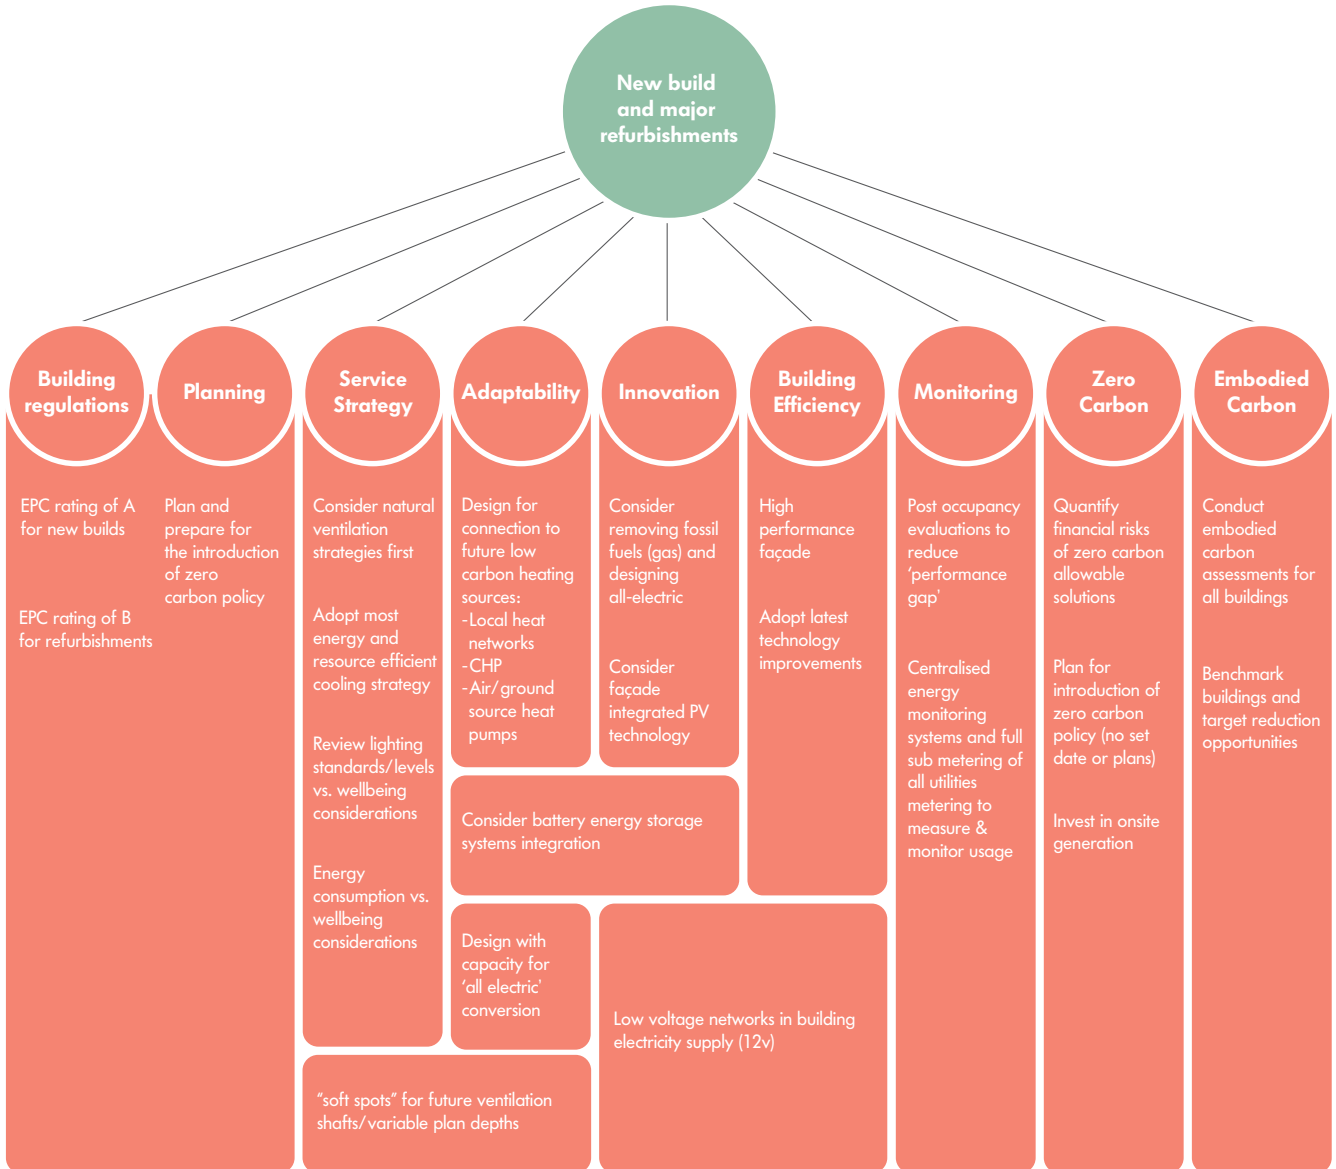 New build
and major
refurbishments
Building
regulations
Planning
Service
Strategy
Adaptability
Innovation
Building
Efficiency
Monitoring
Zero
Carbon
Embodied
Carbon
EPC rating of A
for new builds
EPC rating of B
for refurbishments
Plan and
prepare for
the introduction
of zero
carbon policy
Consider natural
ventilation
strategies first
Adopt most
energy and
resource efficient
cooling strategy
Review lighting
standards/levels
vs. wellbeing
considerations
Energy
consumption vs.
wellbeing
considerations
Design for
connection to
future low
carbon heating
sources:
-Local heat
networks
-CHP
-Air/ground
source heat
pumps
Consider
removing fossil
fuels (gas) and
designing
all-electric
Consider
façade
integrated PV
technology
High
performance
façade
Adopt latest
technology
improvements
Post occupancy
evaluations to
reduce
‘performance
gap'
Centralised
energy
monitoring
systems and full
sub metering of
all utilities
metering to
measure &
monitor usage
Quantify
financial risks
of zero carbon
allowable
solutions
Plan for
introduction of
zero carbon
policy (no set
date or plans)
Invest in onsite
generation
Conduct
embodied
carbon
assessments for
all buildings
Benchmark
buildings and
target reduction
opportunities
Consider battery energy storage
systems integration
Design with
capacity for
‘all electric'
conversion
Low voltage networks in building
electricity supply (12v)
“soft spots” for future ventilation
shafts/variable plan depths